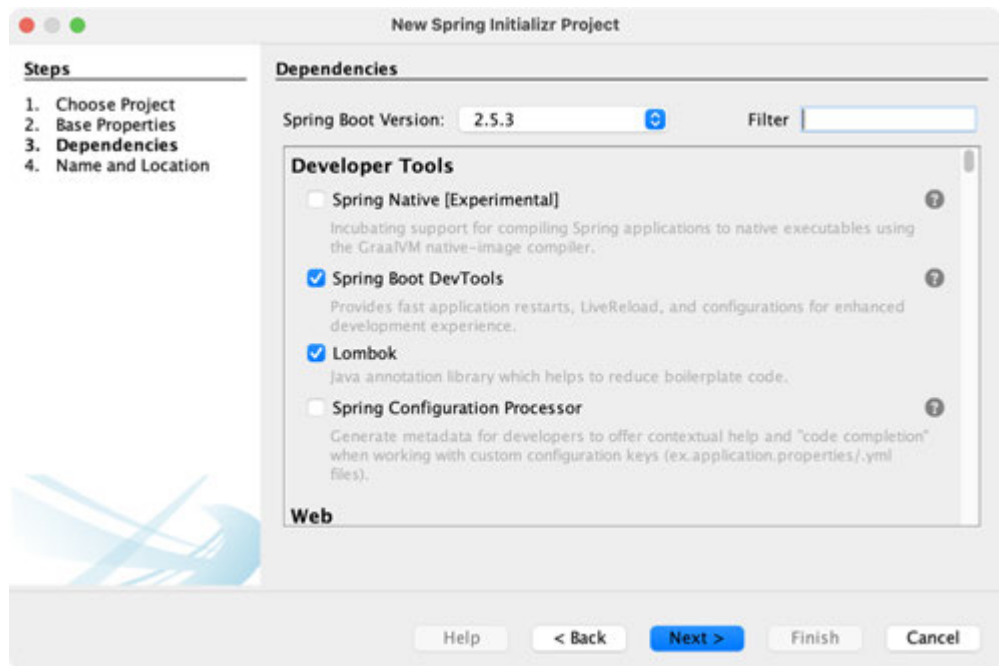 New Spring Initializr Project
Steps
1. Choose Project
2. Base Properties
3. Dependencies
4. Name and Location
Dependencies
Spring Boot Version: 2.5.3 Filter
Developer Tools
Spring Native [Experimental] ?
Incubating support for compiling Spring applications to native executables using
the GraalVM native-image compiler.
Spring Boot DevTools ?
Provides fast application restarts, LiveReload, and configurations for enhanced
development experience.
Lombok
Java annotation library which helps to reduce boilerplate code.
Spring Configuration Processor ?
Generate metadata for developers to offer contextual help and "code completion"
when working with custom configuration keys (ex.application.properties/.yml
files).
Web
Help < Back Next > Finish Cancel